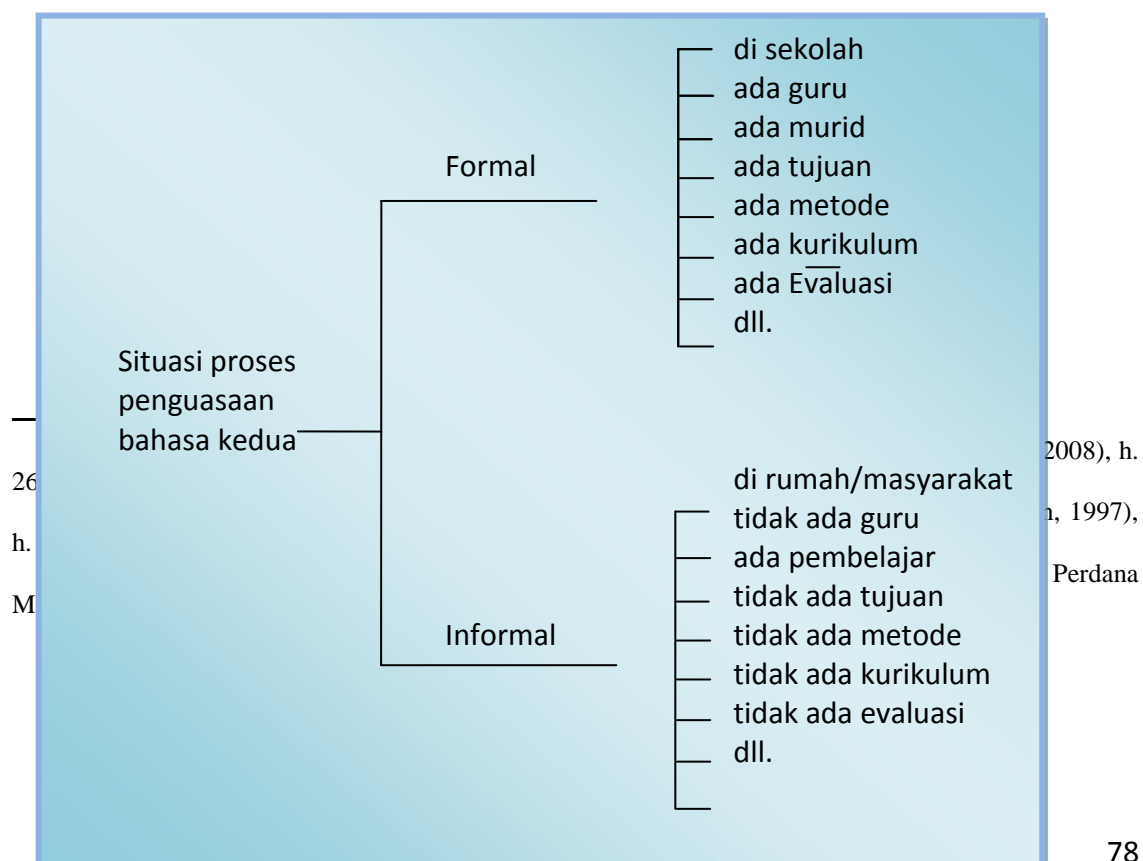 di sekolah
ada guru
ada murid
Formal
ada tujuan
ada metode
ada kurikulum
ada Evaluasi
dll.
Situasi proses
penguasaan
bahasa kedua
2008), h.
26
di rumah/masyarakat
tidak ada guru
, 1997),
h.
ada pembelajar
Perdana
tidak ada tujuan
M
Informal
tidak ada metode
tidak ada kurikulum
tidak ada evaluasi
dll.
78